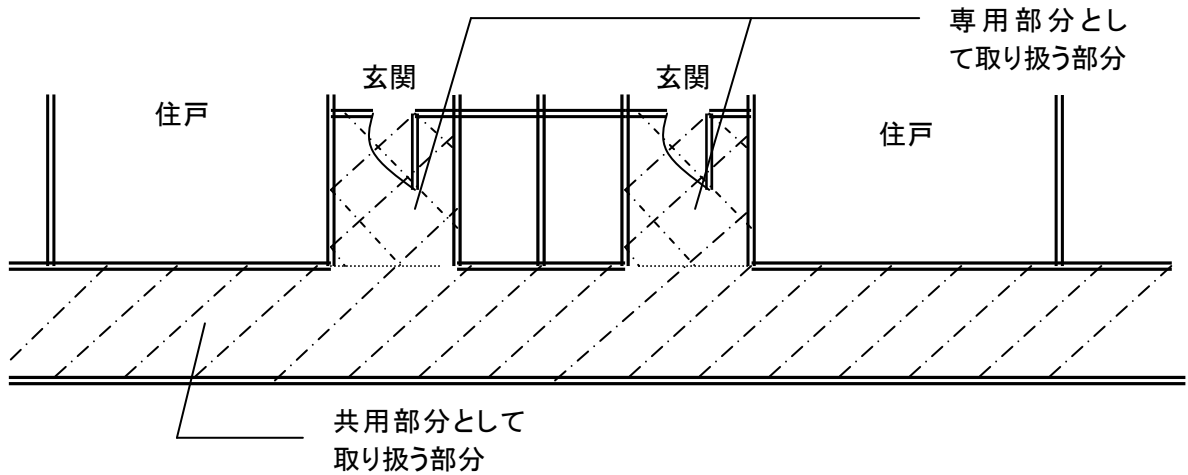 専用部分とし
て取り扱う部分
玄関
玄関
住戸
住戸
共用部分として
取り扱う部分